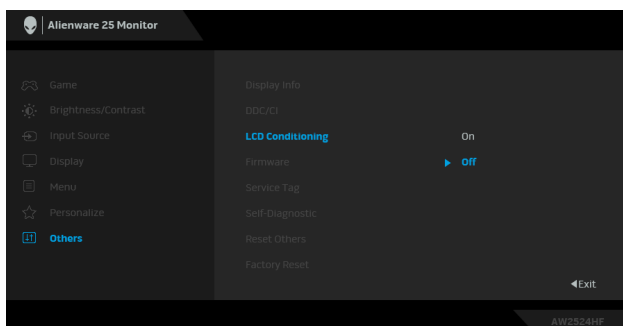 Alienware 25 Monitor
Game
Display Info
Brightness/Contrast
DDC/CI
Input Source
LCD Conditioning
On
Display
Firmware
Off
Menu
Service Tag
Personalize
Self-Diagnostic
Others
Reset Others
Factory Reset
Exit
AW2524HF